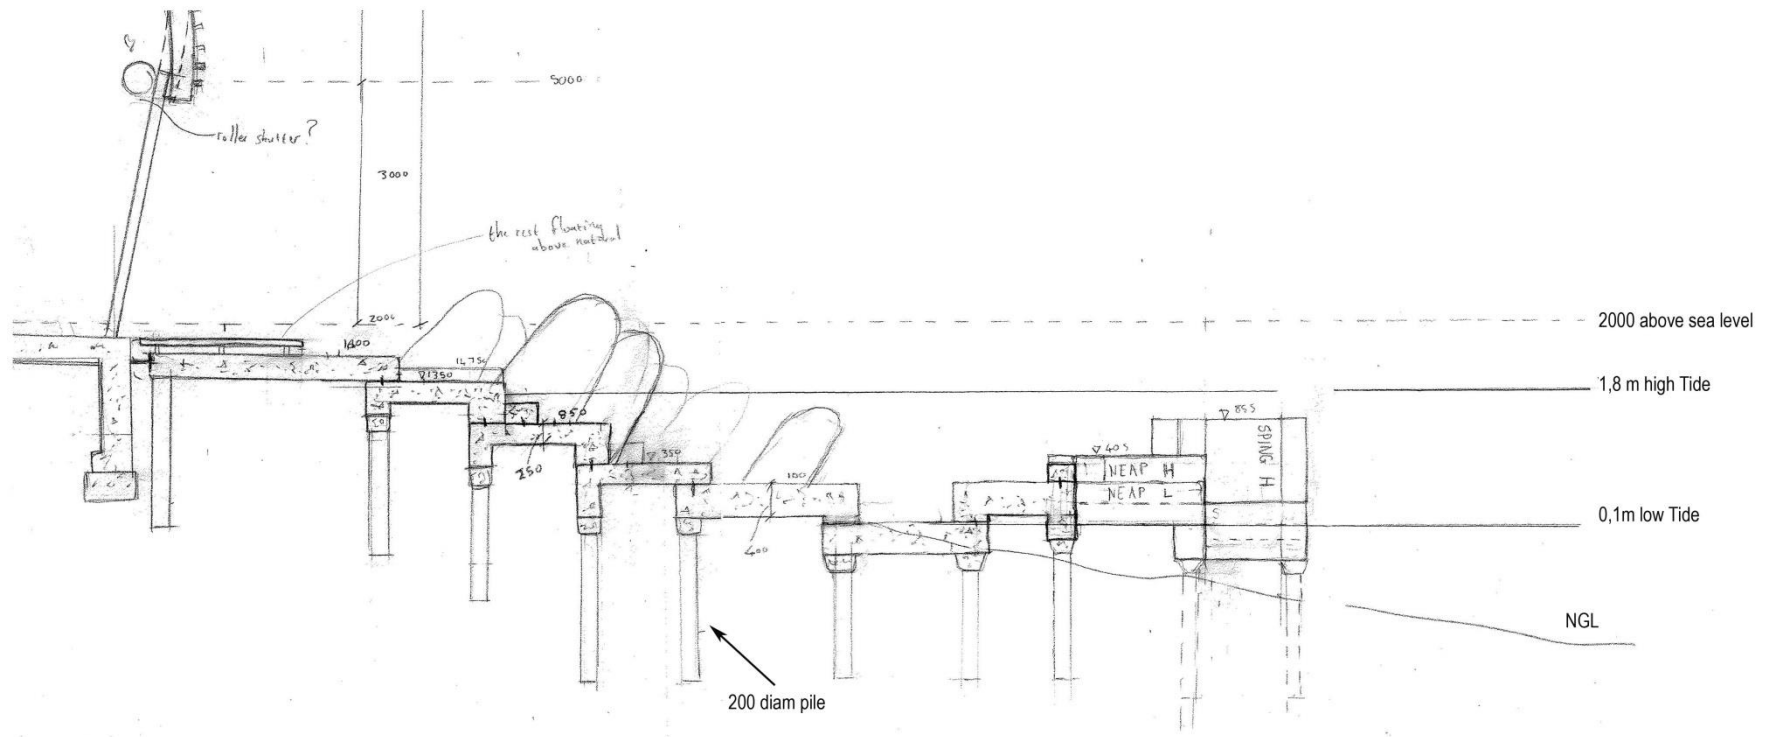 5000
roller shutter?
3000
the rest floating
above natural
2000
2000 above sea level
1800
1475
1350
1,8 m high Tide
850
855
SPING H
250
350
405
NEAP H
100
NEAP L
S
0,1m low Tide
400
NGL
200 diam pile